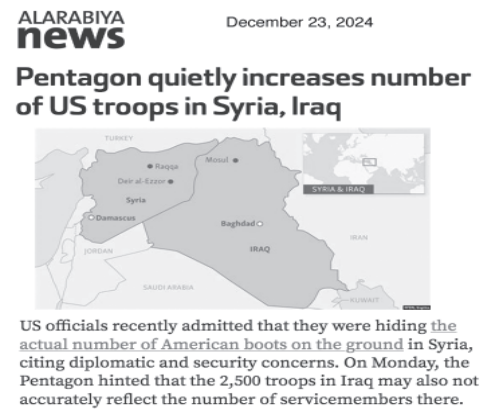 ALARABIYA
news
December 23, 2024
Pentagon quietly increases number
of US troops in Syria, Iraq
TURKEY
Raqqa
Mosul
Deir al-Ezzor
Syria
SYRIA & IRAQ
Damascus
Baghdad
IRAQ
IRAN
JORDAN
SAUDI ARABIA
KUWAIT
US officials recently admitted that they were hiding the
actual number of American boots on the ground in Syria,
citing diplomatic and security concerns. On Monday, the
Pentagon hinted that the 2,500 troops in Iraq may also not
accurately reflect the number of servicemembers there.